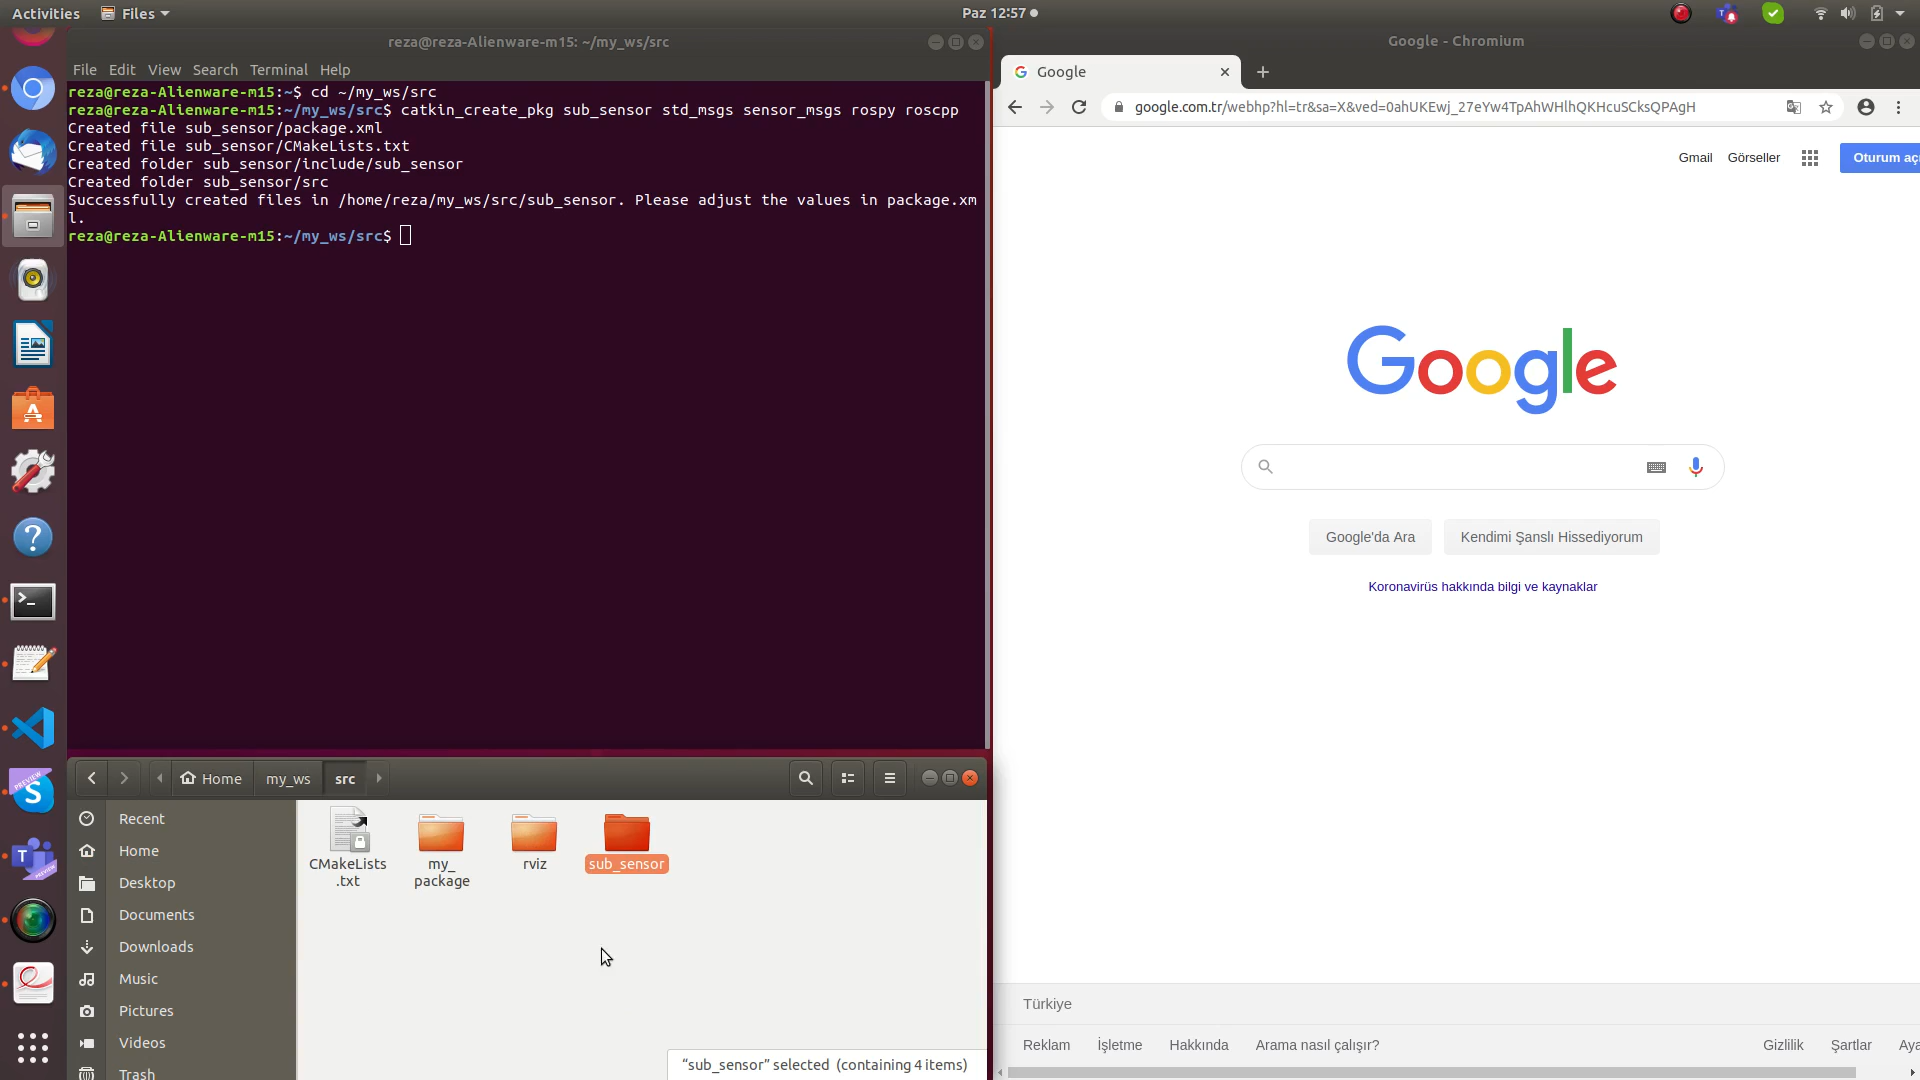 Activities
Files
Paz 12:57
reza@reza-Alienware-m15: ~/my_ws/src
File Edit View Search Terminal Help
reza@reza-Alienware-m15:~$ cd ~/my_ws/src
reza@reza-Alienware-m15:~/my_ws/src$ catkin_create_pkg sub_sensor std_msgs sensor_msgs rospy roscpp
Created file sub_sensor/package.xml
Created file sub_sensor/CMakeLists.txt
Created folder sub_sensor/include/sub_sensor
Created folder sub_sensor/src
Successfully created files in /home/reza/my_ws/src/sub_sensor. Please adjust the values in package.xm
l.
reza@reza-Alienware-m15:~/my_ws/src$
Home my_ws src
Recent
Home
Desktop
Documents
Downloads
Music
Pictures
Videos
Trash
CMakeLists
.txt
my_
package
rviz
sub_sensor
“sub_sensor” selected (containing 4 items)
Google - Chromium
Google
google.com.tr/webhp?hl=tr&sa=X&ved=0ahUKEwj_27eYw4TpAhWHlhQKHcuSCksQPAgH
Gmail Görseller
Oturum aç
Google
Google'da Ara
Kendimi Şanslı Hissediyorum
Koronavirüs hakkında bilgi ve kaynaklar
Türkiye
Reklam İşletme Hakkında Arama nasıl çalışır?
Gizlilik Şartlar Aya